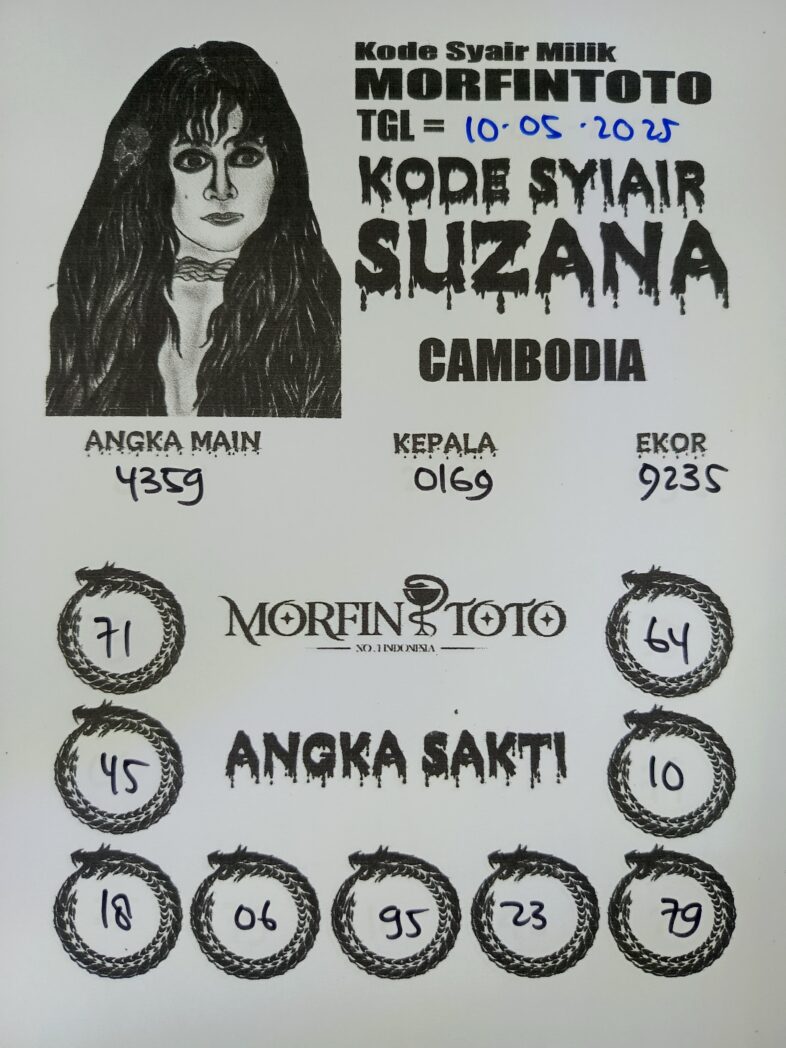 Kode Syair Milik
MORFINTOTO
TGL = 10·05·2025
KODE SYIAIR
SUZANA
CAMBODIA
ANGKA MAIN KEPALA EKOR
4359 0169 9235
71 MORFIN TOTO 64
NO. 1 INDONESIA
45 ANGKA SAKTI 10
18 06 95 23 79